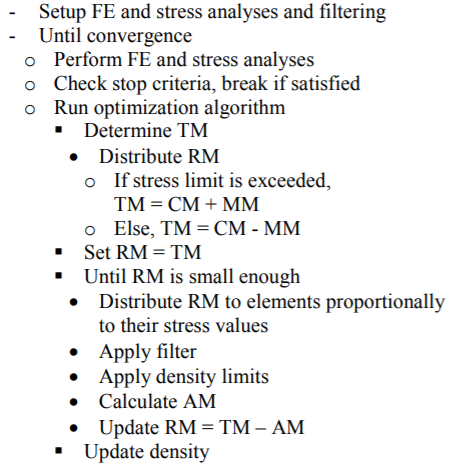 - Setup FE and stress analyses and filtering
- Until convergence
o Perform FE and stress analyses
o Check stop criteria, break if satisfied
o Run optimization algorithm
▪ Determine TM
• Distribute RM
o If stress limit is exceeded,
TM = CM + MM
o Else, TM = CM - MM
▪ Set RM = TM
▪ Until RM is small enough
• Distribute RM to elements proportionally
to their stress values
• Apply filter
• Apply density limits
• Calculate AM
• Update RM = TM – AM
▪ Update density